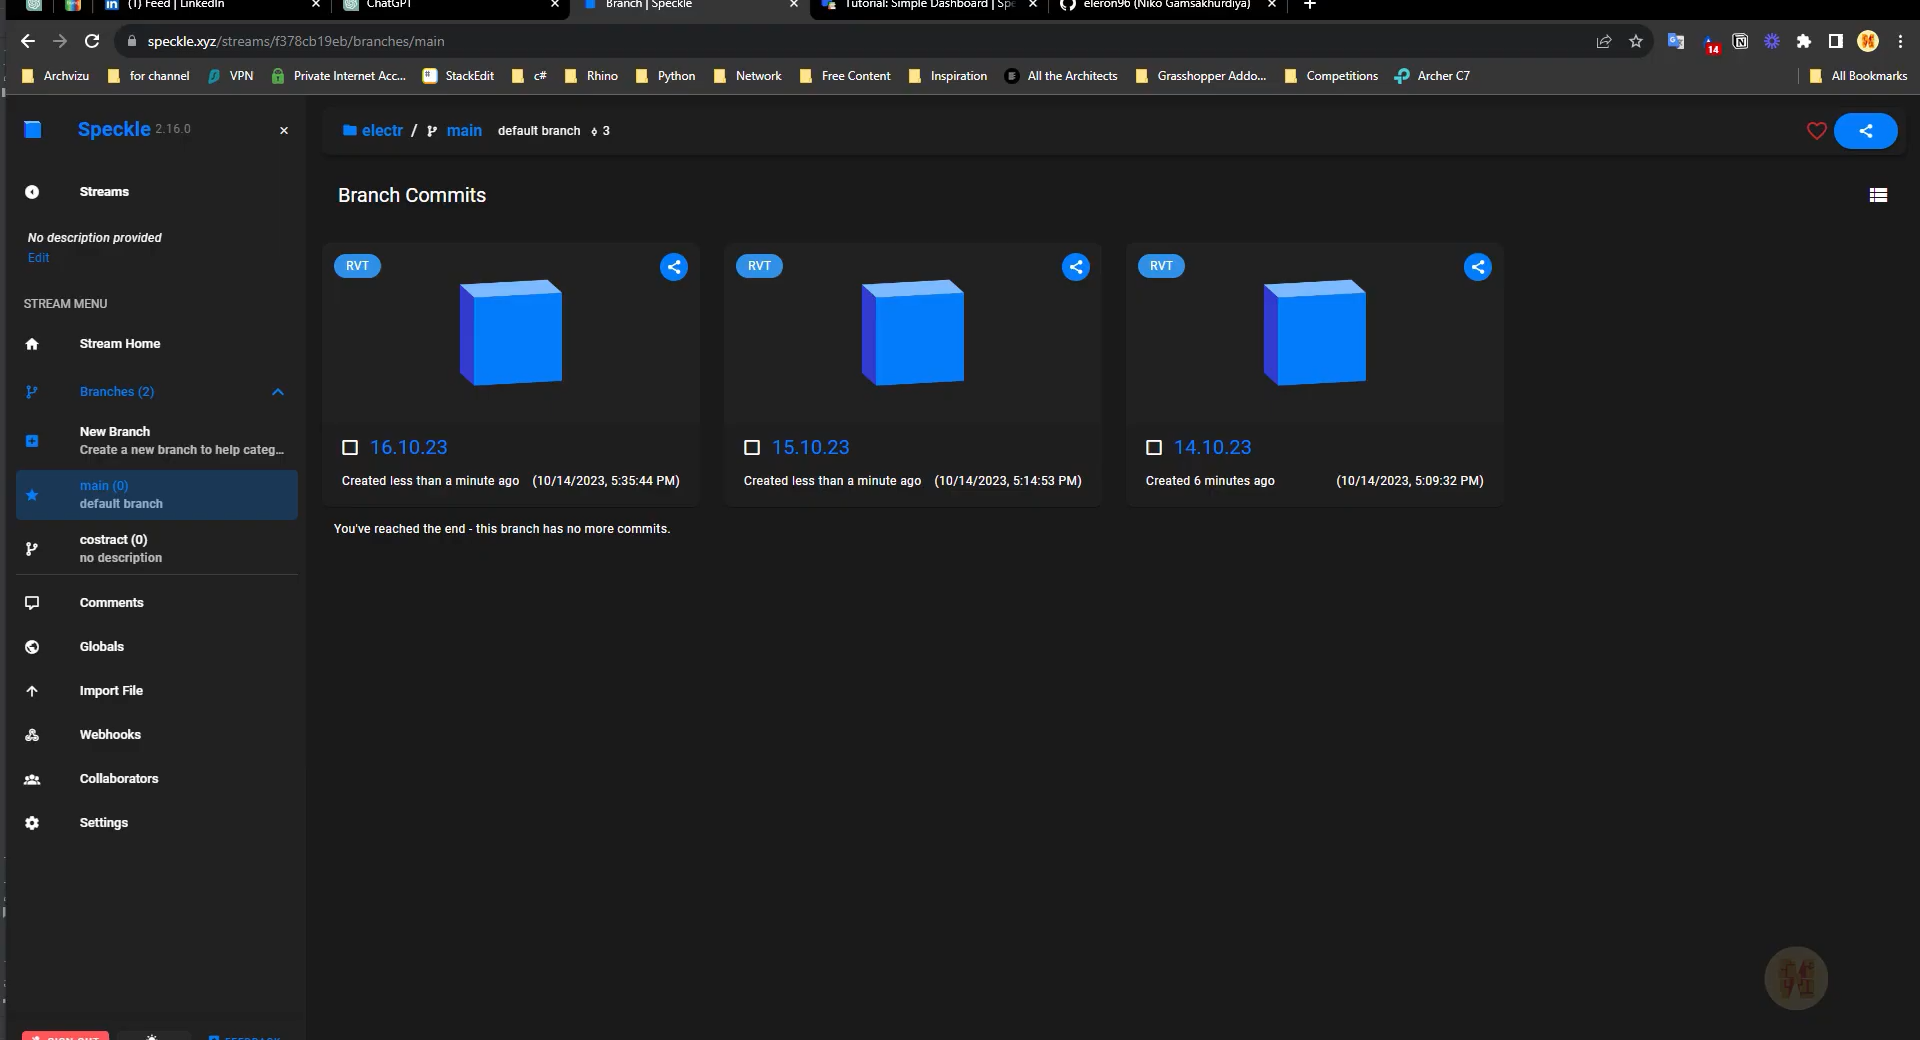 (1) Feed | LinkedIn
ChatGPT
Branch | Speckle
Tutorial: Simple Dashboard | Spe
eleron96 (Niko Gamsakhurdiya)
speckle.xyz/streams/f378cb19eb/branches/main
14
Archvizu
for channel
VPN
Private Internet Acc...
StackEdit
c#
Rhino
Python
Network
Free Content
Inspiration
All the Architects
Grasshopper Addo...
Competitions
Archer C7
All Bookmarks
Speckle 2.16.0
electr / main default branch 3
Streams
No description provided
Edit
STREAM MENU
Stream Home
Branches (2)
New Branch
Create a new branch to help categ...
main (0)
default branch
costract (0)
no description
Comments
Globals
Import File
Webhooks
Collaborators
Settings
SIGN OUT
FEEDBACK
Branch Commits
RVT
16.10.23
Created less than a minute ago (10/14/2023, 5:35:44 PM)
RVT
15.10.23
Created less than a minute ago (10/14/2023, 5:14:53 PM)
RVT
14.10.23
Created 6 minutes ago (10/14/2023, 5:09:32 PM)
You've reached the end - this branch has no more commits.